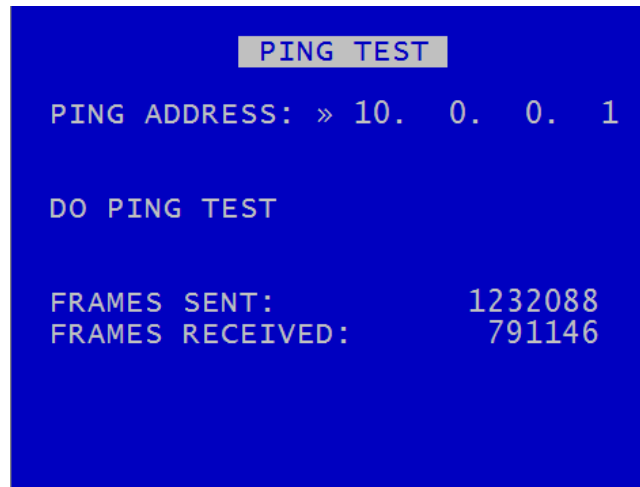 PING TEST
PING ADDRESS: » 10. 0. 0. 1
DO PING TEST
FRAMES SENT: 1232088
FRAMES RECEIVED: 791146